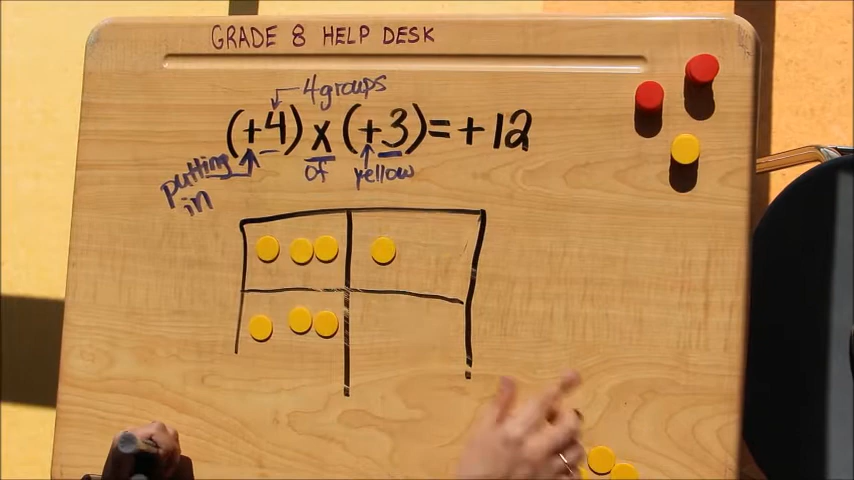 GRADE 8 HELP DESK
4 groups
(+4) x (+3) = +12
putting in
of
yellow